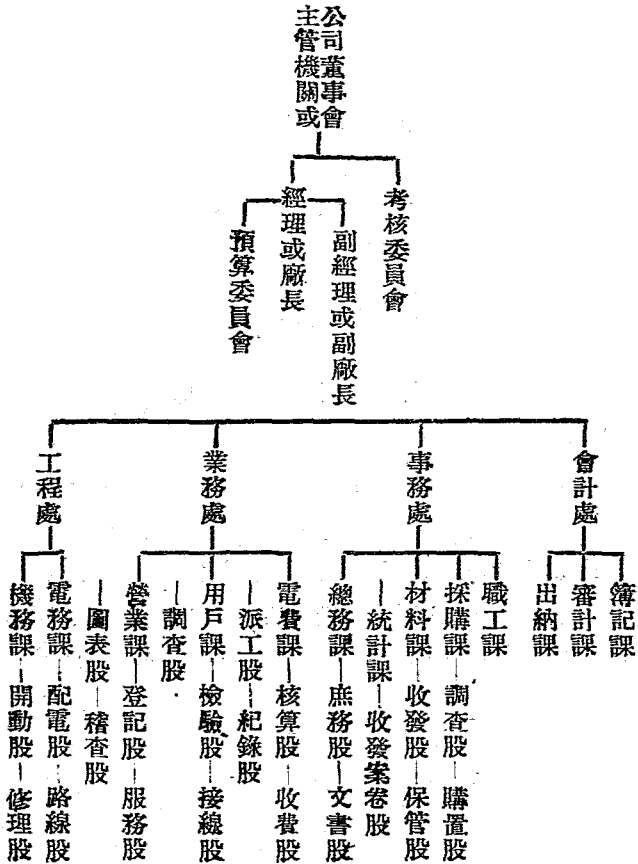 公司董事會
主管機關或
考核委員會
副經理或副廠長
經理或廠長
預算委員會
會計處
事務處
業務處
工程處
簿記課
審計課
出納課
職工課
採購課—調查股—購置股
材料課—收發股—保管股
—統計課—收發案卷股
總務課—庶務股—文書股
電費課—核算股—收費股
—派工股—紀錄股
用戶課—檢驗股—接線股
—調查股
營業課—登記股—服務股
—圖表股—稽查股
電務課—配電股—路線股
機務課—開動股—修理股